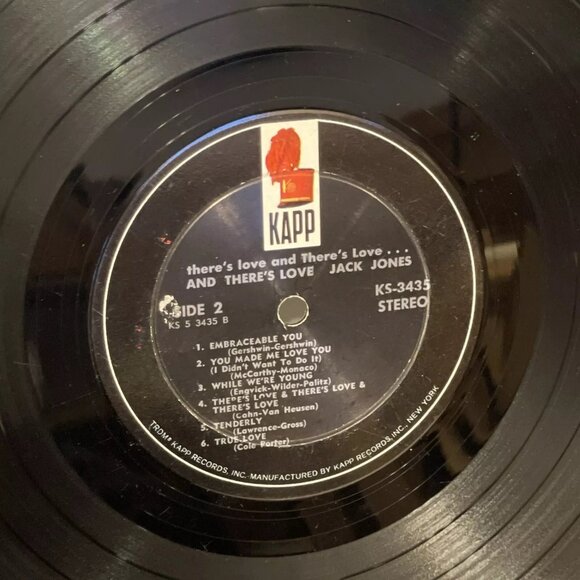 KAPP
there's love and There's Love...
AND THERE'S LOVE JACK JONES
SIDE 2
KS 5 3435 B
KS-3435
STEREO
1. EMBRACEABLE YOU
(Gershwin-Gershwin)
2. YOU MADE ME LOVE YOU
(I Didn't Want To Do It)
(McCarthy-Monaco)
3. WHILE WE'RE YOUNG
(Engvick-Wilder-Palitz)
4. THERE'S LOVE & THERE'S LOVE &
THERE'S LOVE
(Cahn-Van Heusen)
5. TENDERLY
(Lawrence-Gross)
6. TRUE LOVE
(Cole Porter)
TRDMK KAPP RECORDS, INC.-MANUFACTURED BY KAPP RECORDS, INC. NEW YORK